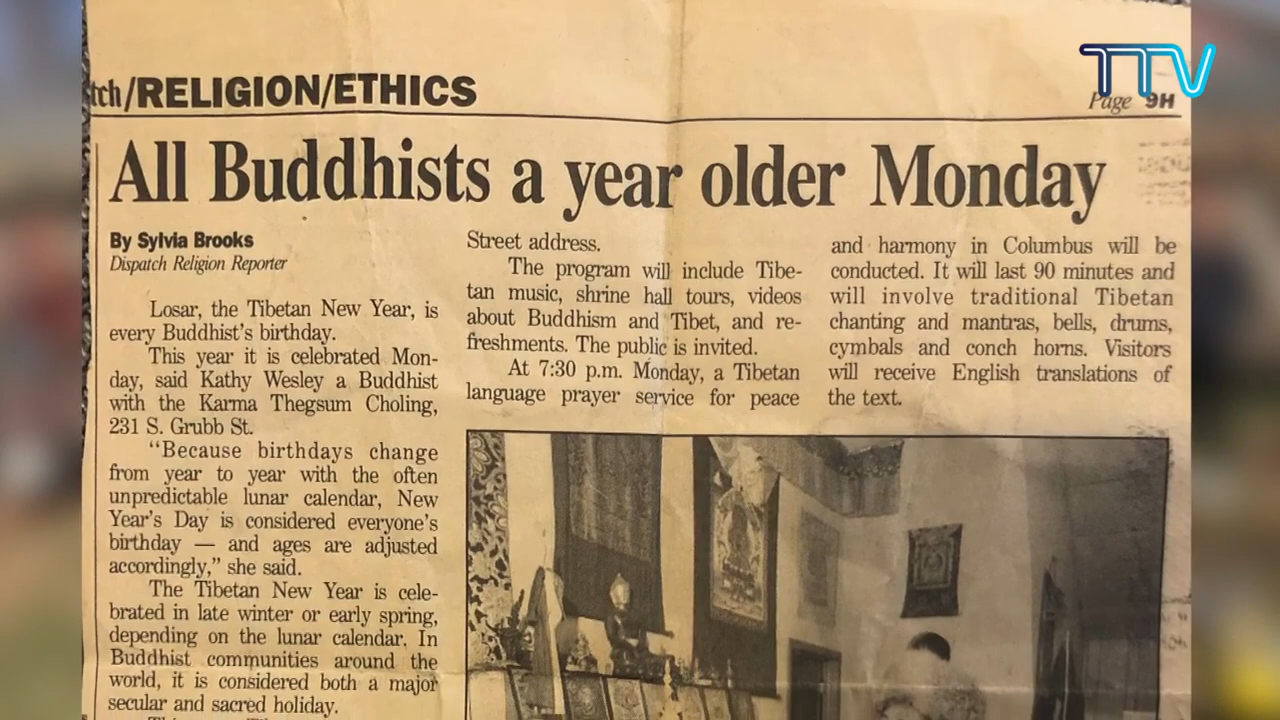 TTV
tch/RELIGION/ETHICS
Page 9H
All Buddhists a year older Monday
By Sylvia Brooks
Dispatch Religion Reporter
Losar, the Tibetan New Year, is
every Buddhist's birthday.
This year it is celebrated Mon-
day, said Kathy Wesley a Buddhist
with the Karma Thegsum Choling,
231 S. Grubb St.
“Because birthdays change
from year to year with the often
unpredictable lunar calendar, New
Year's Day is considered everyone's
birthday — and ages are adjusted
accordingly,” she said.
The Tibetan New Year is cele-
brated in late winter or early spring,
depending on the lunar calendar. In
Buddhist communities around the
world, it is considered both a major
secular and sacred holiday.
Street address.
The program will include Tibe-
tan music, shrine hall tours, videos
about Buddhism and Tibet, and re-
freshments. The public is invited.
At 7:30 p.m. Monday, a Tibetan
language prayer service for peace
and harmony in Columbus will be
conducted. It will last 90 minutes and
will involve traditional Tibetan
chanting and mantras, bells, drums,
cymbals and conch horns. Visitors
will receive English translations of
the text.